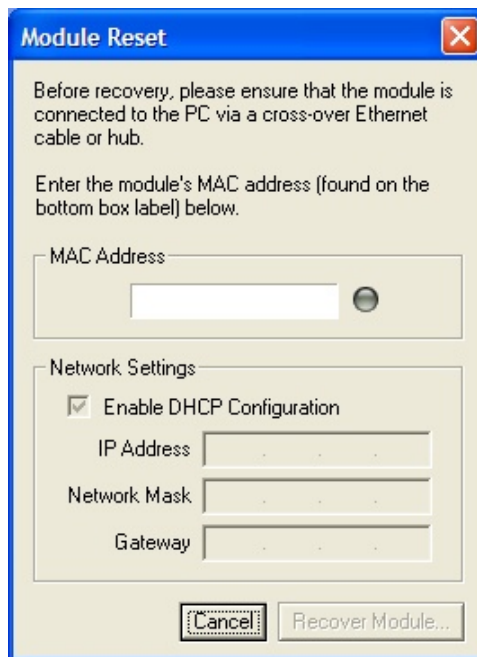 Module Reset
Before recovery, please ensure that the module is
connected to the PC via a cross-over Ethernet
cable or hub.
Enter the module's MAC address (found on the
bottom box label) below.
MAC Address
Network Settings
Enable DHCP Configuration
IP Address . . .
Network Mask . . .
Gateway . . .
Cancel Recover Module...